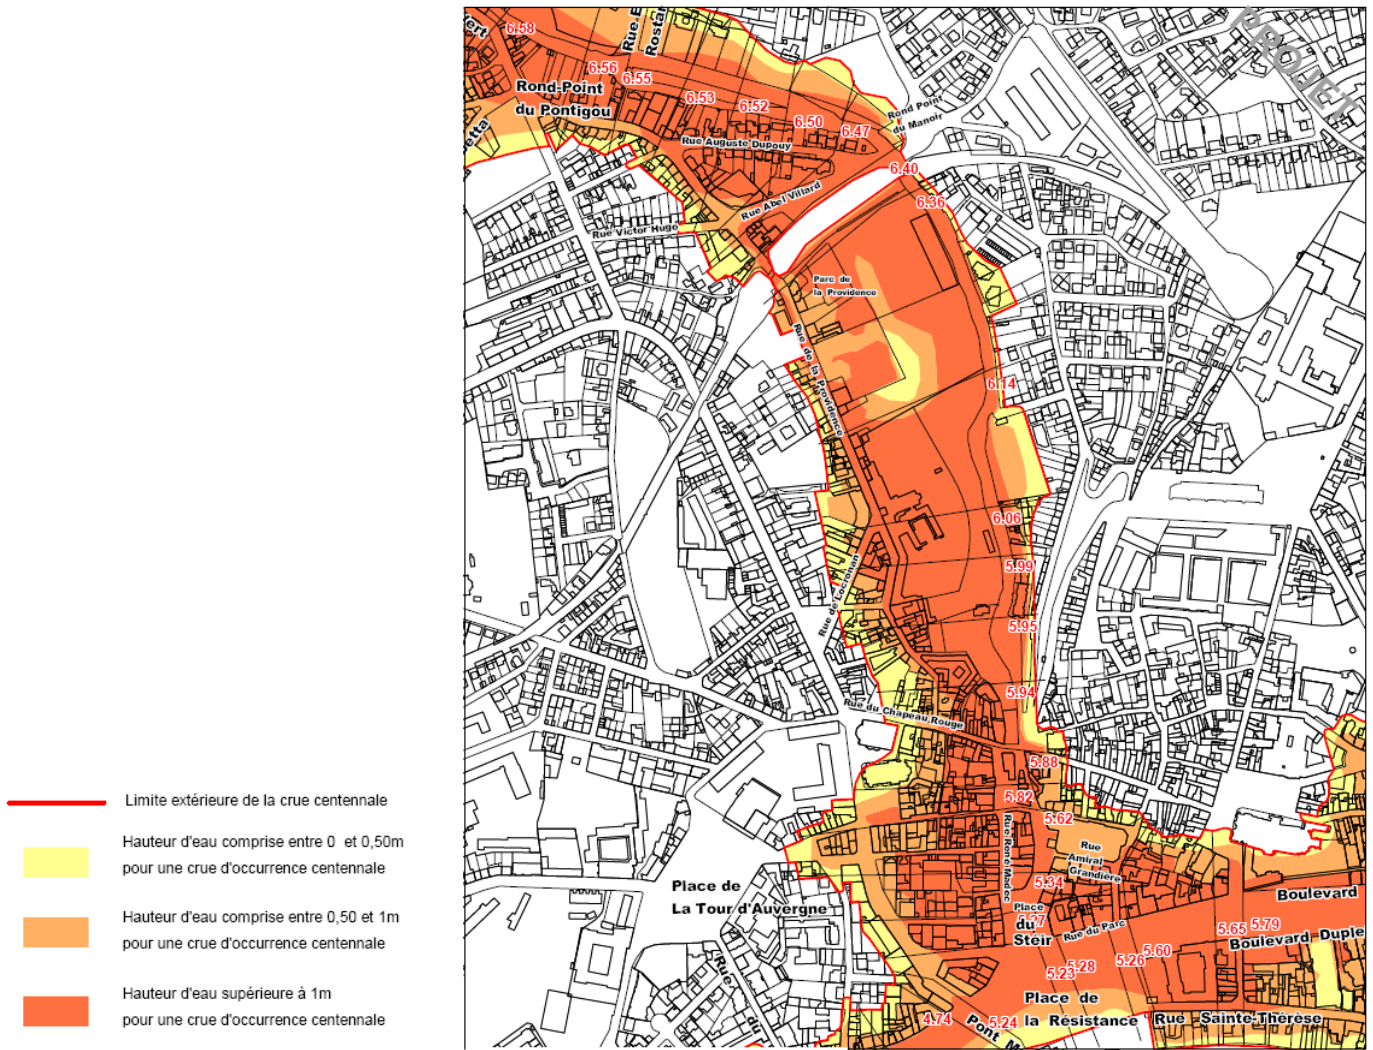 6.58
Rostan
PROJET
6.56
6.55
Rond-Point
du Pontigou
6.53
6.52
6.50
6.47
Rond Point
du Manoir
Rue Auguste Dupouy
6.40
Rue Abel Villard
6.36
Rue Victor Hugo
Parc de
la Providence
Rue de la Providence
6.14
6.06
5.99
Rue de Locronan
5.95
5.94
Rue du Chapeau Rouge
5.88
5.82
5.62
Rue René Madec
Rue
Amiral
Grandière
5.34
Place de
La Tour d'Auvergne
Place
du
Stéir
5.27
Rue du Parc
Boulevard
5.65
5.79
Boulevard Duple
5.60
5.26
5.28
5.23
Place de
la Résistance
Rue Sainte-Thérèse
4.74
5.24
Pont M
Rue du
Limite extérieure de la crue centennale
Hauteur d'eau comprise entre 0 et 0,50m
pour une crue d'occurrence centennale
Hauteur d'eau comprise entre 0,50 et 1m
pour une crue d'occurrence centennale
Hauteur d'eau supérieure à 1m
pour une crue d'occurrence centennale